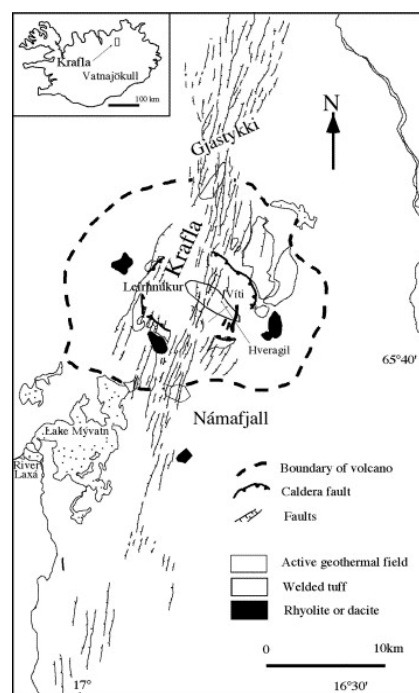 Krafla
Vatnajökull
100 km
Gjástykki
N
Krafla
Leirhnúkur
Víti
Hveragil
65°40'
Námafjall
Lake Mývatn
River
Laxá
Boundary of volcano
Caldera fault
Faults
Active geothermal field
Welded tuff
Rhyolite or dacite
0
10km
17°
16°30'